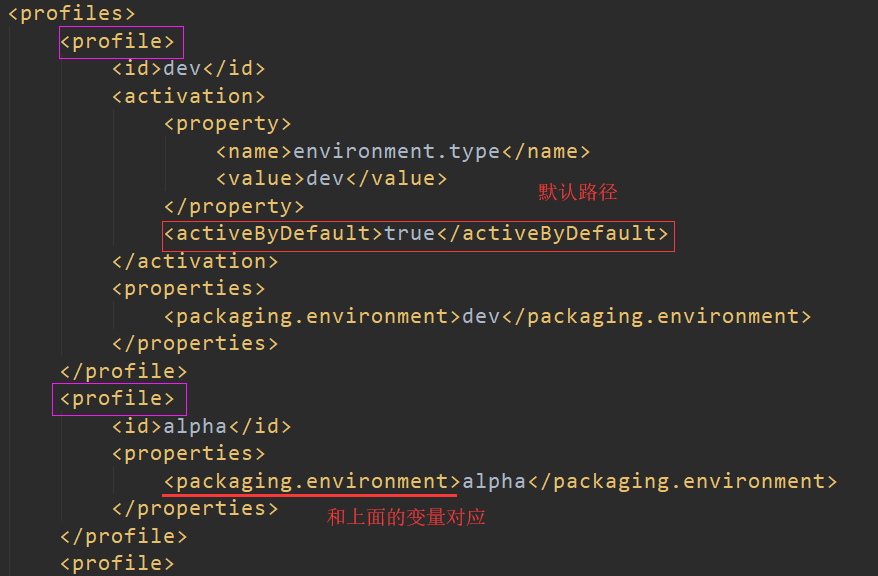 <profiles>
<profile>
<id>dev</id>
<activation>
<property>
<name>environment.type</name>
<value>dev</value>
默认路径
</property>
<activeByDefault>true</activeByDefault>
</activation>
<properties>
<packaging.environment>dev</packaging.environment>
</properties>
</profile>
<profile>
<id>alpha</id>
<properties>
<packaging.environment>alpha</packaging.environment>
</properties>
和上面的变量对应
</profile>
<profile>